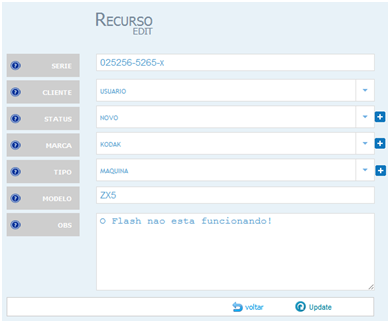 RECURSO
EDIT
SERIE 025256-5265-x
CLIENTE USUARIO
STATUS NOVO
MARCA KODAK
TIPO MAQUINA
MODELO ZX5
OBS O Flash nao esta funcionando!
voltar Update